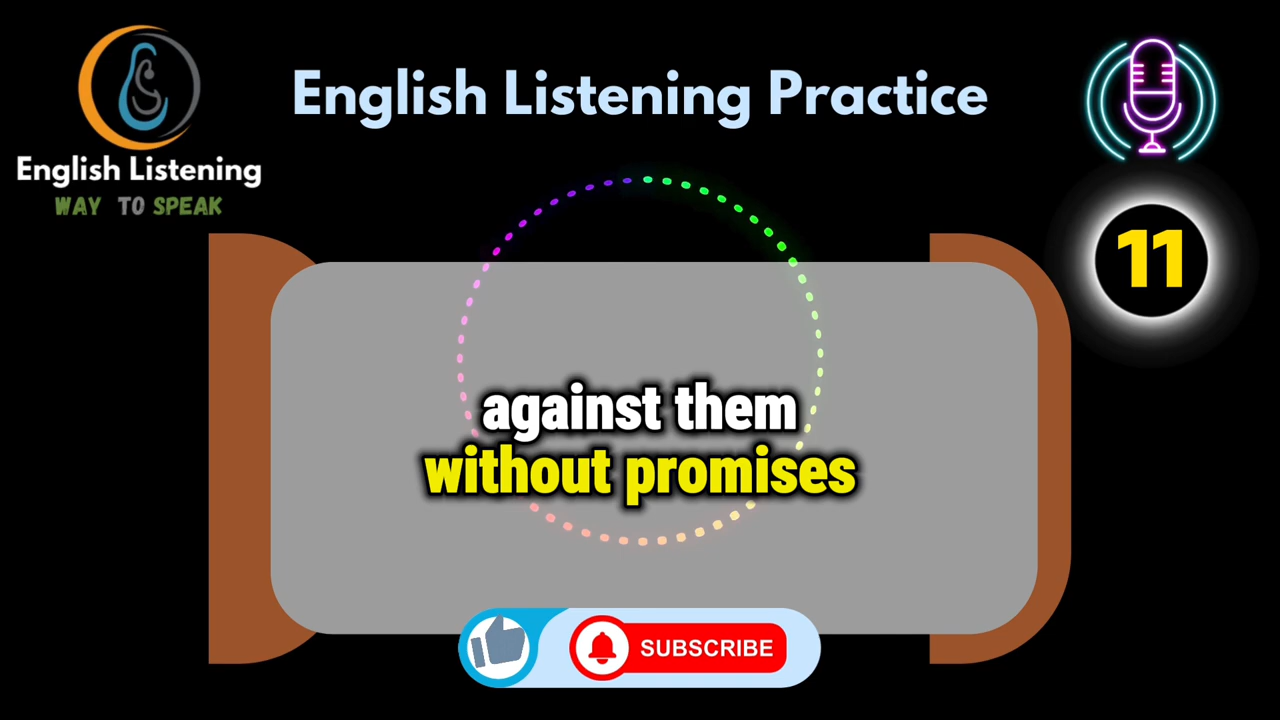 English Listening Practice
English Listening
WAY TO SPEAK
11
against them
without promises
SUBSCRIBE